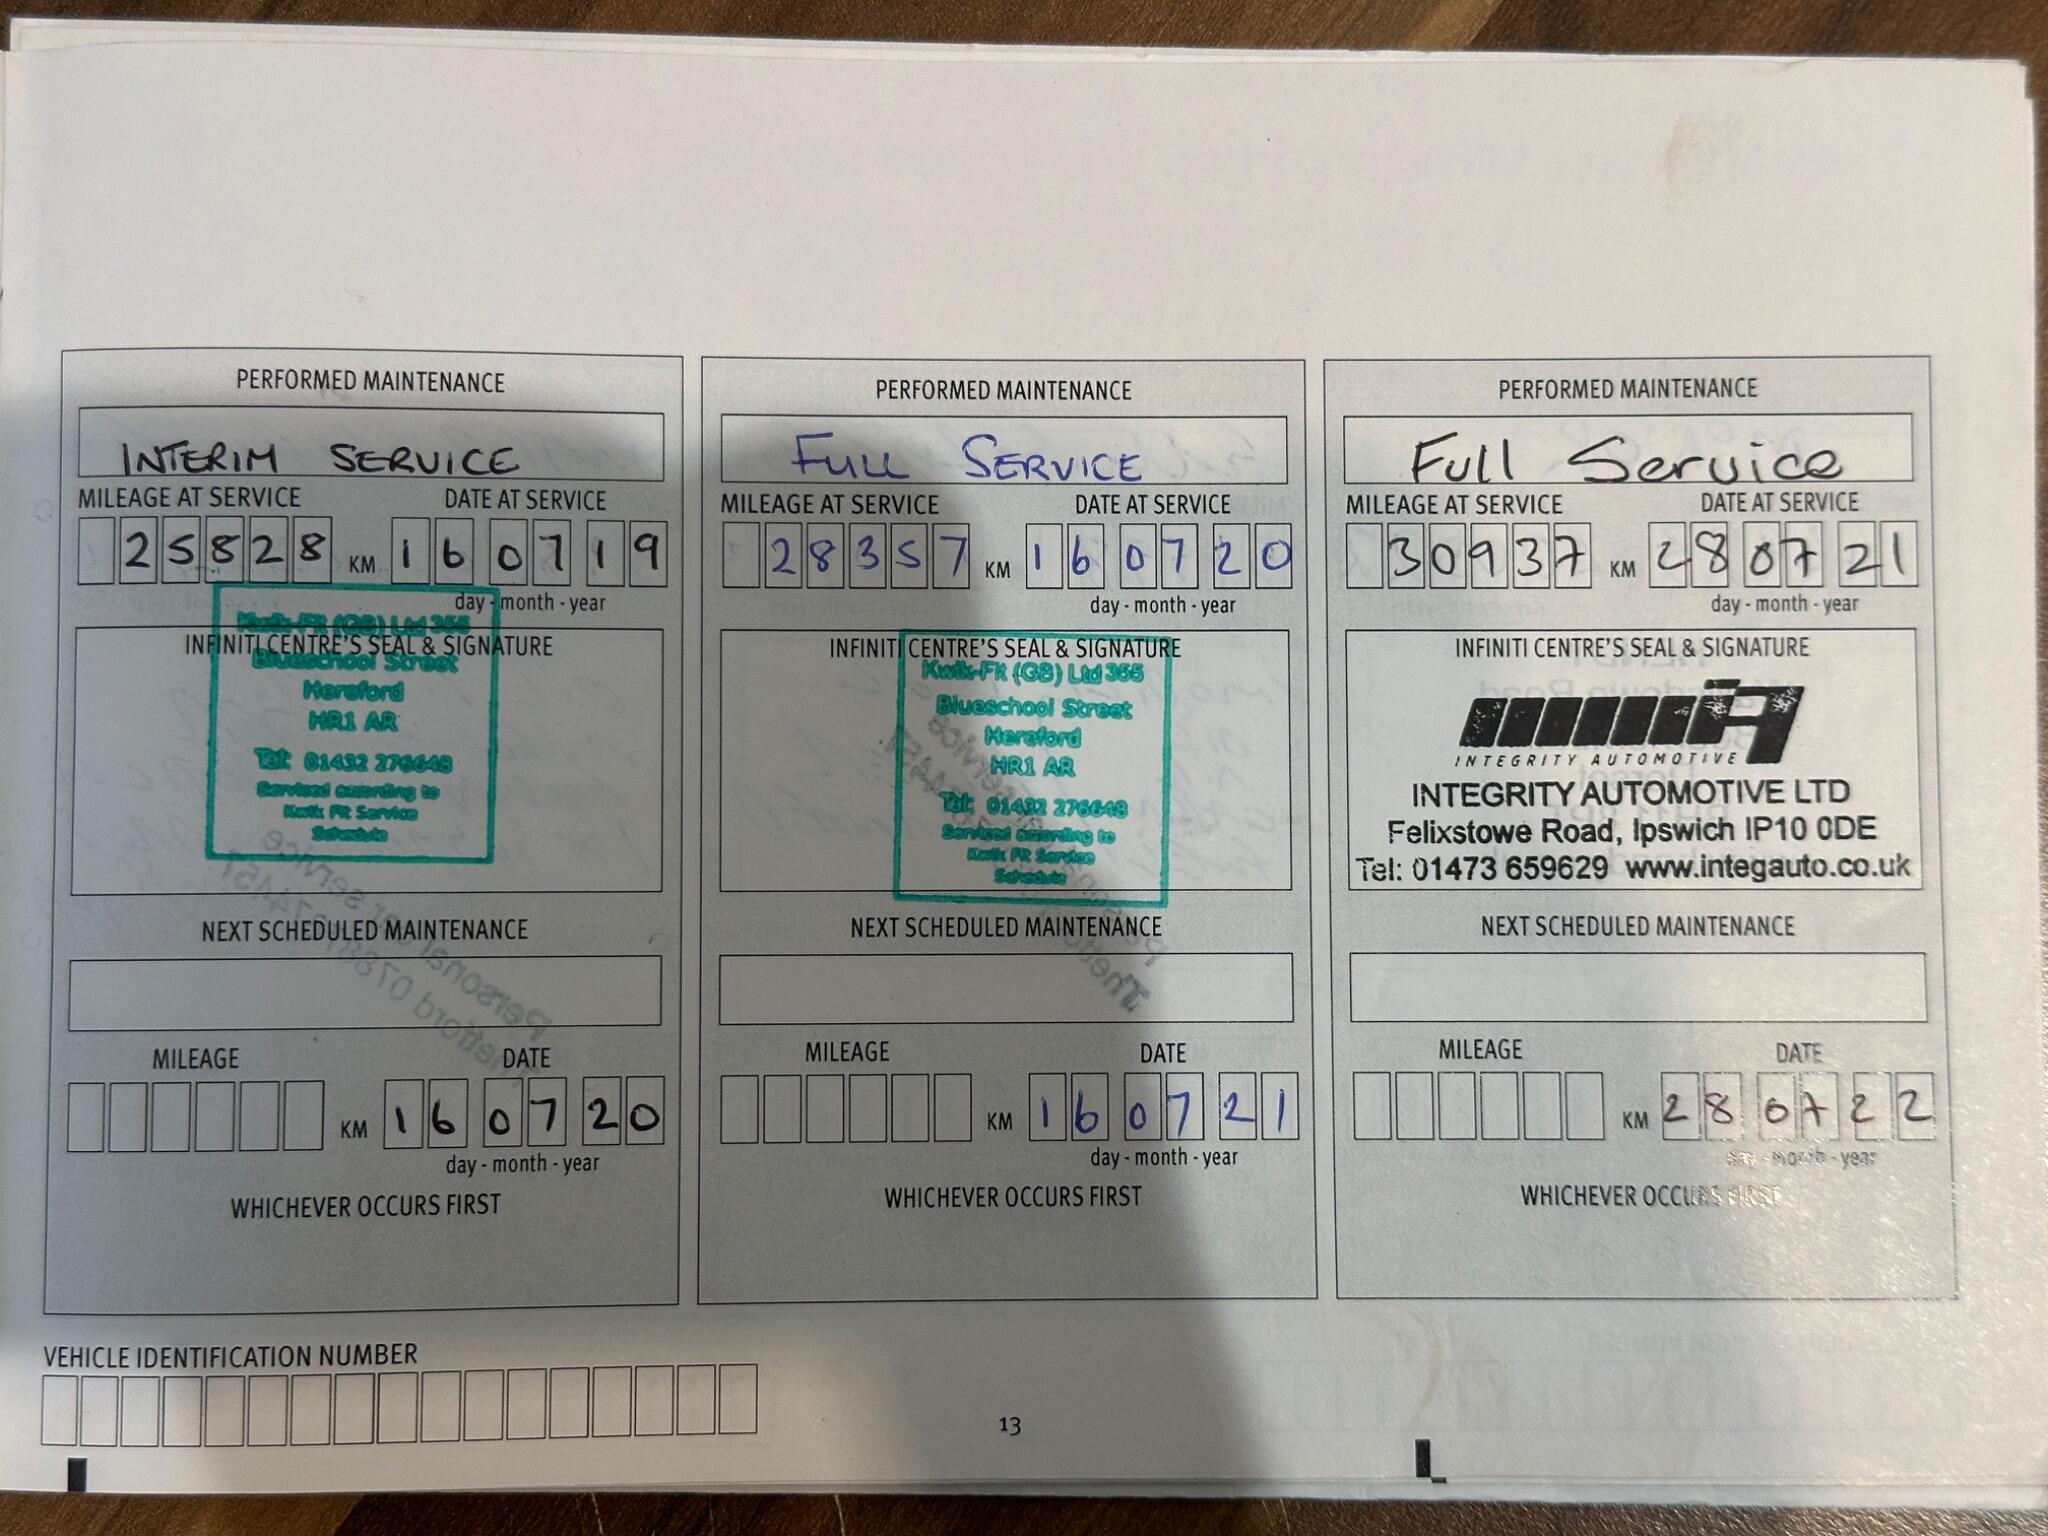 PERFORMED MAINTENANCE
INTERIM SERVICE
MILEAGE AT SERVICE DATE AT SERVICE
25828 KM 160719
day - month - year
INFINITI CENTRE'S SEAL & SIGNATURE
Kwik-Fit (GB) Ltd 355
Blueschool Street
Hereford
HR1 AR
Tel: 01432 276648
Serviced according to
Kwik Fit Service
Schedule
NEXT SCHEDULED MAINTENANCE
MILEAGE DATE
KM 160720
day - month - year
WHICHEVER OCCURS FIRST
PERFORMED MAINTENANCE
FULL SERVICE
MILEAGE AT SERVICE DATE AT SERVICE
28357 KM 160720
day - month - year
INFINITI CENTRE'S SEAL & SIGNATURE
Kwik-Fit (GB) Ltd 355
Blueschool Street
Hereford
HR1 AR
Tel: 01432 276648
Serviced according to
Kwik Fit Service
Schedule
NEXT SCHEDULED MAINTENANCE
MILEAGE DATE
KM 160721
day - month - year
WHICHEVER OCCURS FIRST
PERFORMED MAINTENANCE
Full Service
MILEAGE AT SERVICE DATE AT SERVICE
30937 KM 280721
day - month - year
INFINITI CENTRE'S SEAL & SIGNATURE
iA
INTEGRITY AUTOMOTIVE
INTEGRITY AUTOMOTIVE LTD
Felixstowe Road, Ipswich IP10 0DE
Tel: 01473 659629 www.integauto.co.uk
NEXT SCHEDULED MAINTENANCE
MILEAGE DATE
KM 280722
day - month - year
WHICHEVER OCCURS FIRST
VEHICLE IDENTIFICATION NUMBER
13